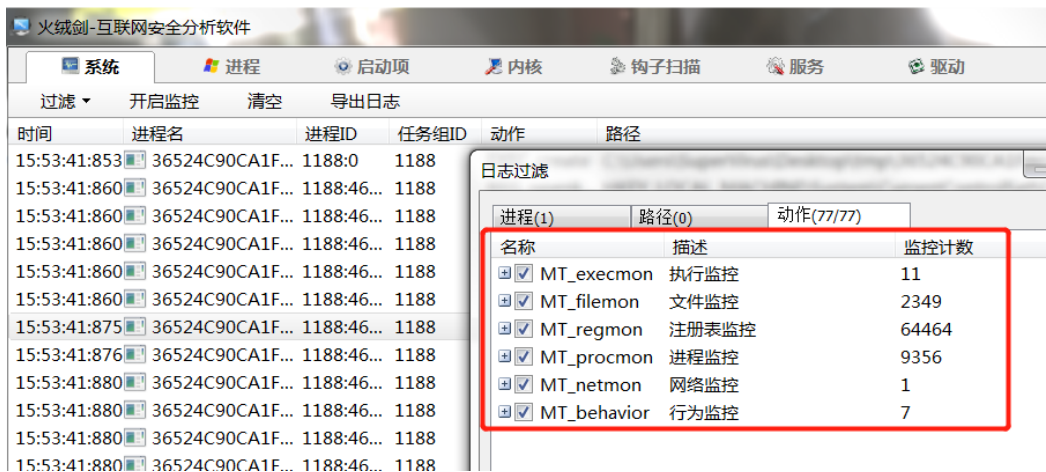 火绒剑-互联网安全分析软件
系统 进程 启动项 内核 钩子扫描 服务 驱动
过滤 开启监控 清空 导出日志
时间 进程名 进程ID 任务组ID 动作 路径
15:53:41:853 36524C90CA1F... 1188:0 1188
15:53:41:860 36524C90CA1F... 1188:46... 1188
15:53:41:860 36524C90CA1F... 1188:46... 1188
15:53:41:860 36524C90CA1F... 1188:46... 1188
15:53:41:860 36524C90CA1F... 1188:46... 1188
15:53:41:860 36524C90CA1F... 1188:46... 1188
15:53:41:875 36524C90CA1F... 1188:46... 1188
15:53:41:876 36524C90CA1F... 1188:46... 1188
15:53:41:880 36524C90CA1F... 1188:46... 1188
15:53:41:880 36524C90CA1F... 1188:46... 1188
15:53:41:880 36524C90CA1F... 1188:46... 1188
15:53:41:880 36524C90CA1F... 1188:46... 1188
日志过滤
进程(1) 路径(0) 动作(77/77)
名称 描述 监控计数
MT_execmon 执行监控 11
MT_filemon 文件监控 2349
MT_regmon 注册表监控 64464
MT_procmon 进程监控 9356
MT_netmon 网络监控 1
MT_behavior 行为监控 7